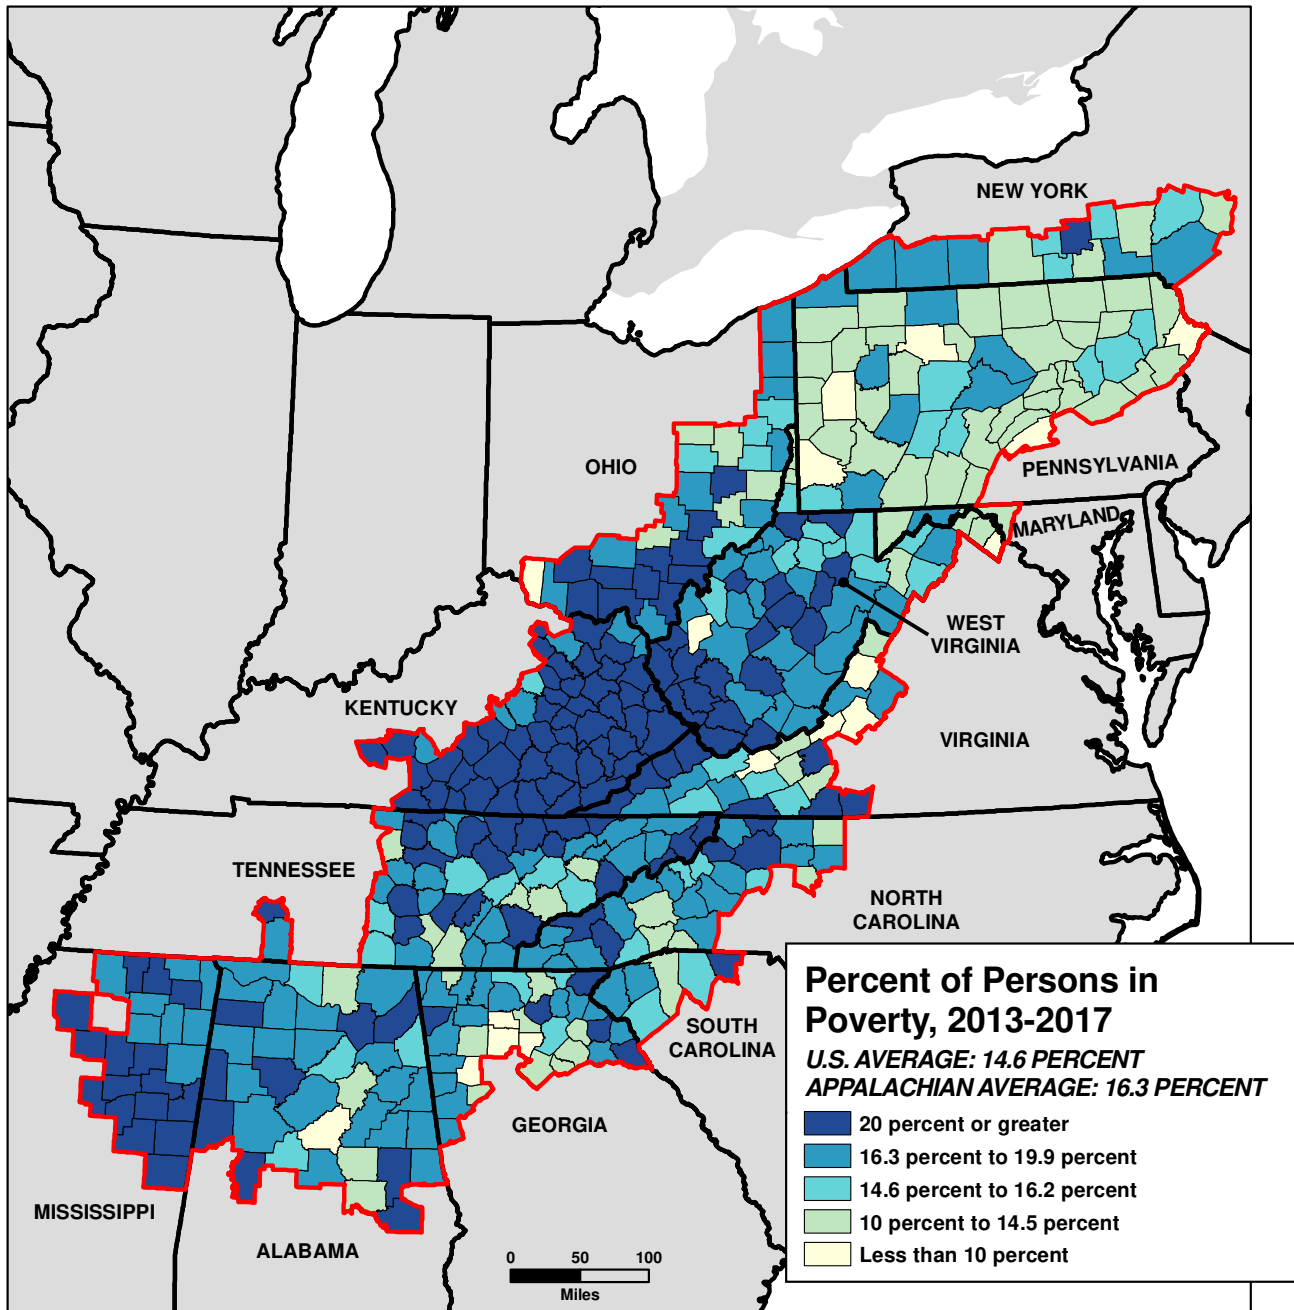 NEW YORK
OHIO
PENNSYLVANIA
MARYLAND
WEST
VIRGINIA
KENTUCKY
VIRGINIA
TENNESSEE
NORTH
CAROLINA
SOUTH
CAROLINA
GEORGIA
MISSISSIPPI
ALABAMA
Percent of Persons in
Poverty, 2013-2017
U.S. AVERAGE: 14.6 PERCENT
APPALACHIAN AVERAGE: 16.3 PERCENT
20 percent or greater
16.3 percent to 19.9 percent
14.6 percent to 16.2 percent
10 percent to 14.5 percent
Less than 10 percent
0 50 100
Miles